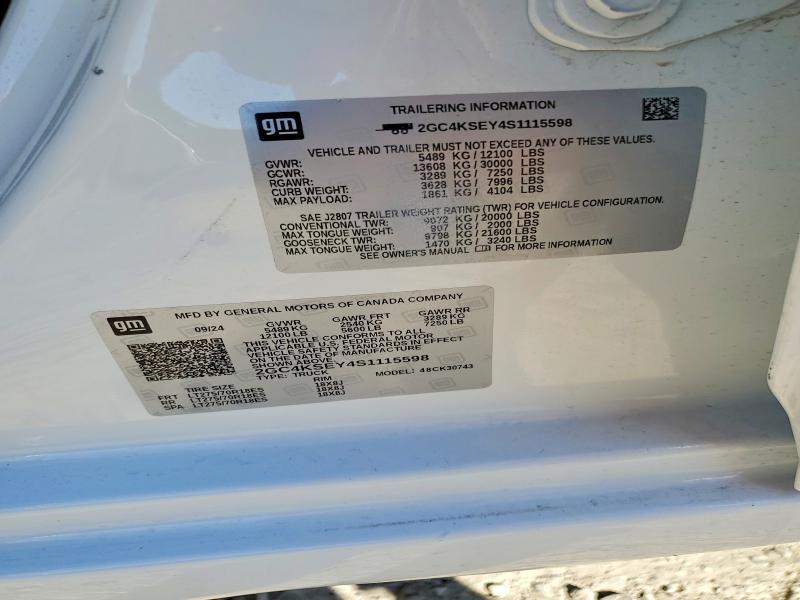 gm
TRAILERING INFORMATION
2GC4KSEY4S1115598
VEHICLE AND TRAILER MUST NOT EXCEED ANY OF THESE VALUES.
GVWR: 5489 KG / 12100 LBS
GCWR: 13608 KG / 30000 LBS
RGAWR: 3289 KG / 7250 LBS
CURB WEIGHT: 3628 KG / 7996 LBS
MAX PAYLOAD: 1861 KG / 4104 LBS
SAE J2807 TRAILER WEIGHT RATING (TWR) FOR VEHICLE CONFIGURATION.
CONVENTIONAL TWR: 9072 KG / 20000 LBS
MAX TONGUE WEIGHT: 907 KG / 2000 LBS
GOOSENECK TWR: 9798 KG / 21600 LBS
MAX TONGUE WEIGHT: 1470 KG / 3240 LBS
SEE OWNER'S MANUAL FOR MORE INFORMATION
gm
MFD BY GENERAL MOTORS OF CANADA COMPANY
09/24 GVWR GAWR FRT GAWR RR
5489 KG 2540 KG 3289 KG
12100 LB 5600 LB 7250 LB
THIS VEHICLE CONFORMS TO ALL
APPLICABLE U.S. FEDERAL MOTOR
VEHICLE SAFETY STANDARDS IN EFFECT
ON THE DATE OF MANUFACTURE
SHOWN ABOVE.
2GC4KSEY4S1115598
TYPE: TRUCK MODEL: 48CK30743
TIRE SIZE RIM
FRT LT275/70R18ES 18X8J
RR LT275/70R18ES 18X8J
SPA LT275/70R18ES 18X8J